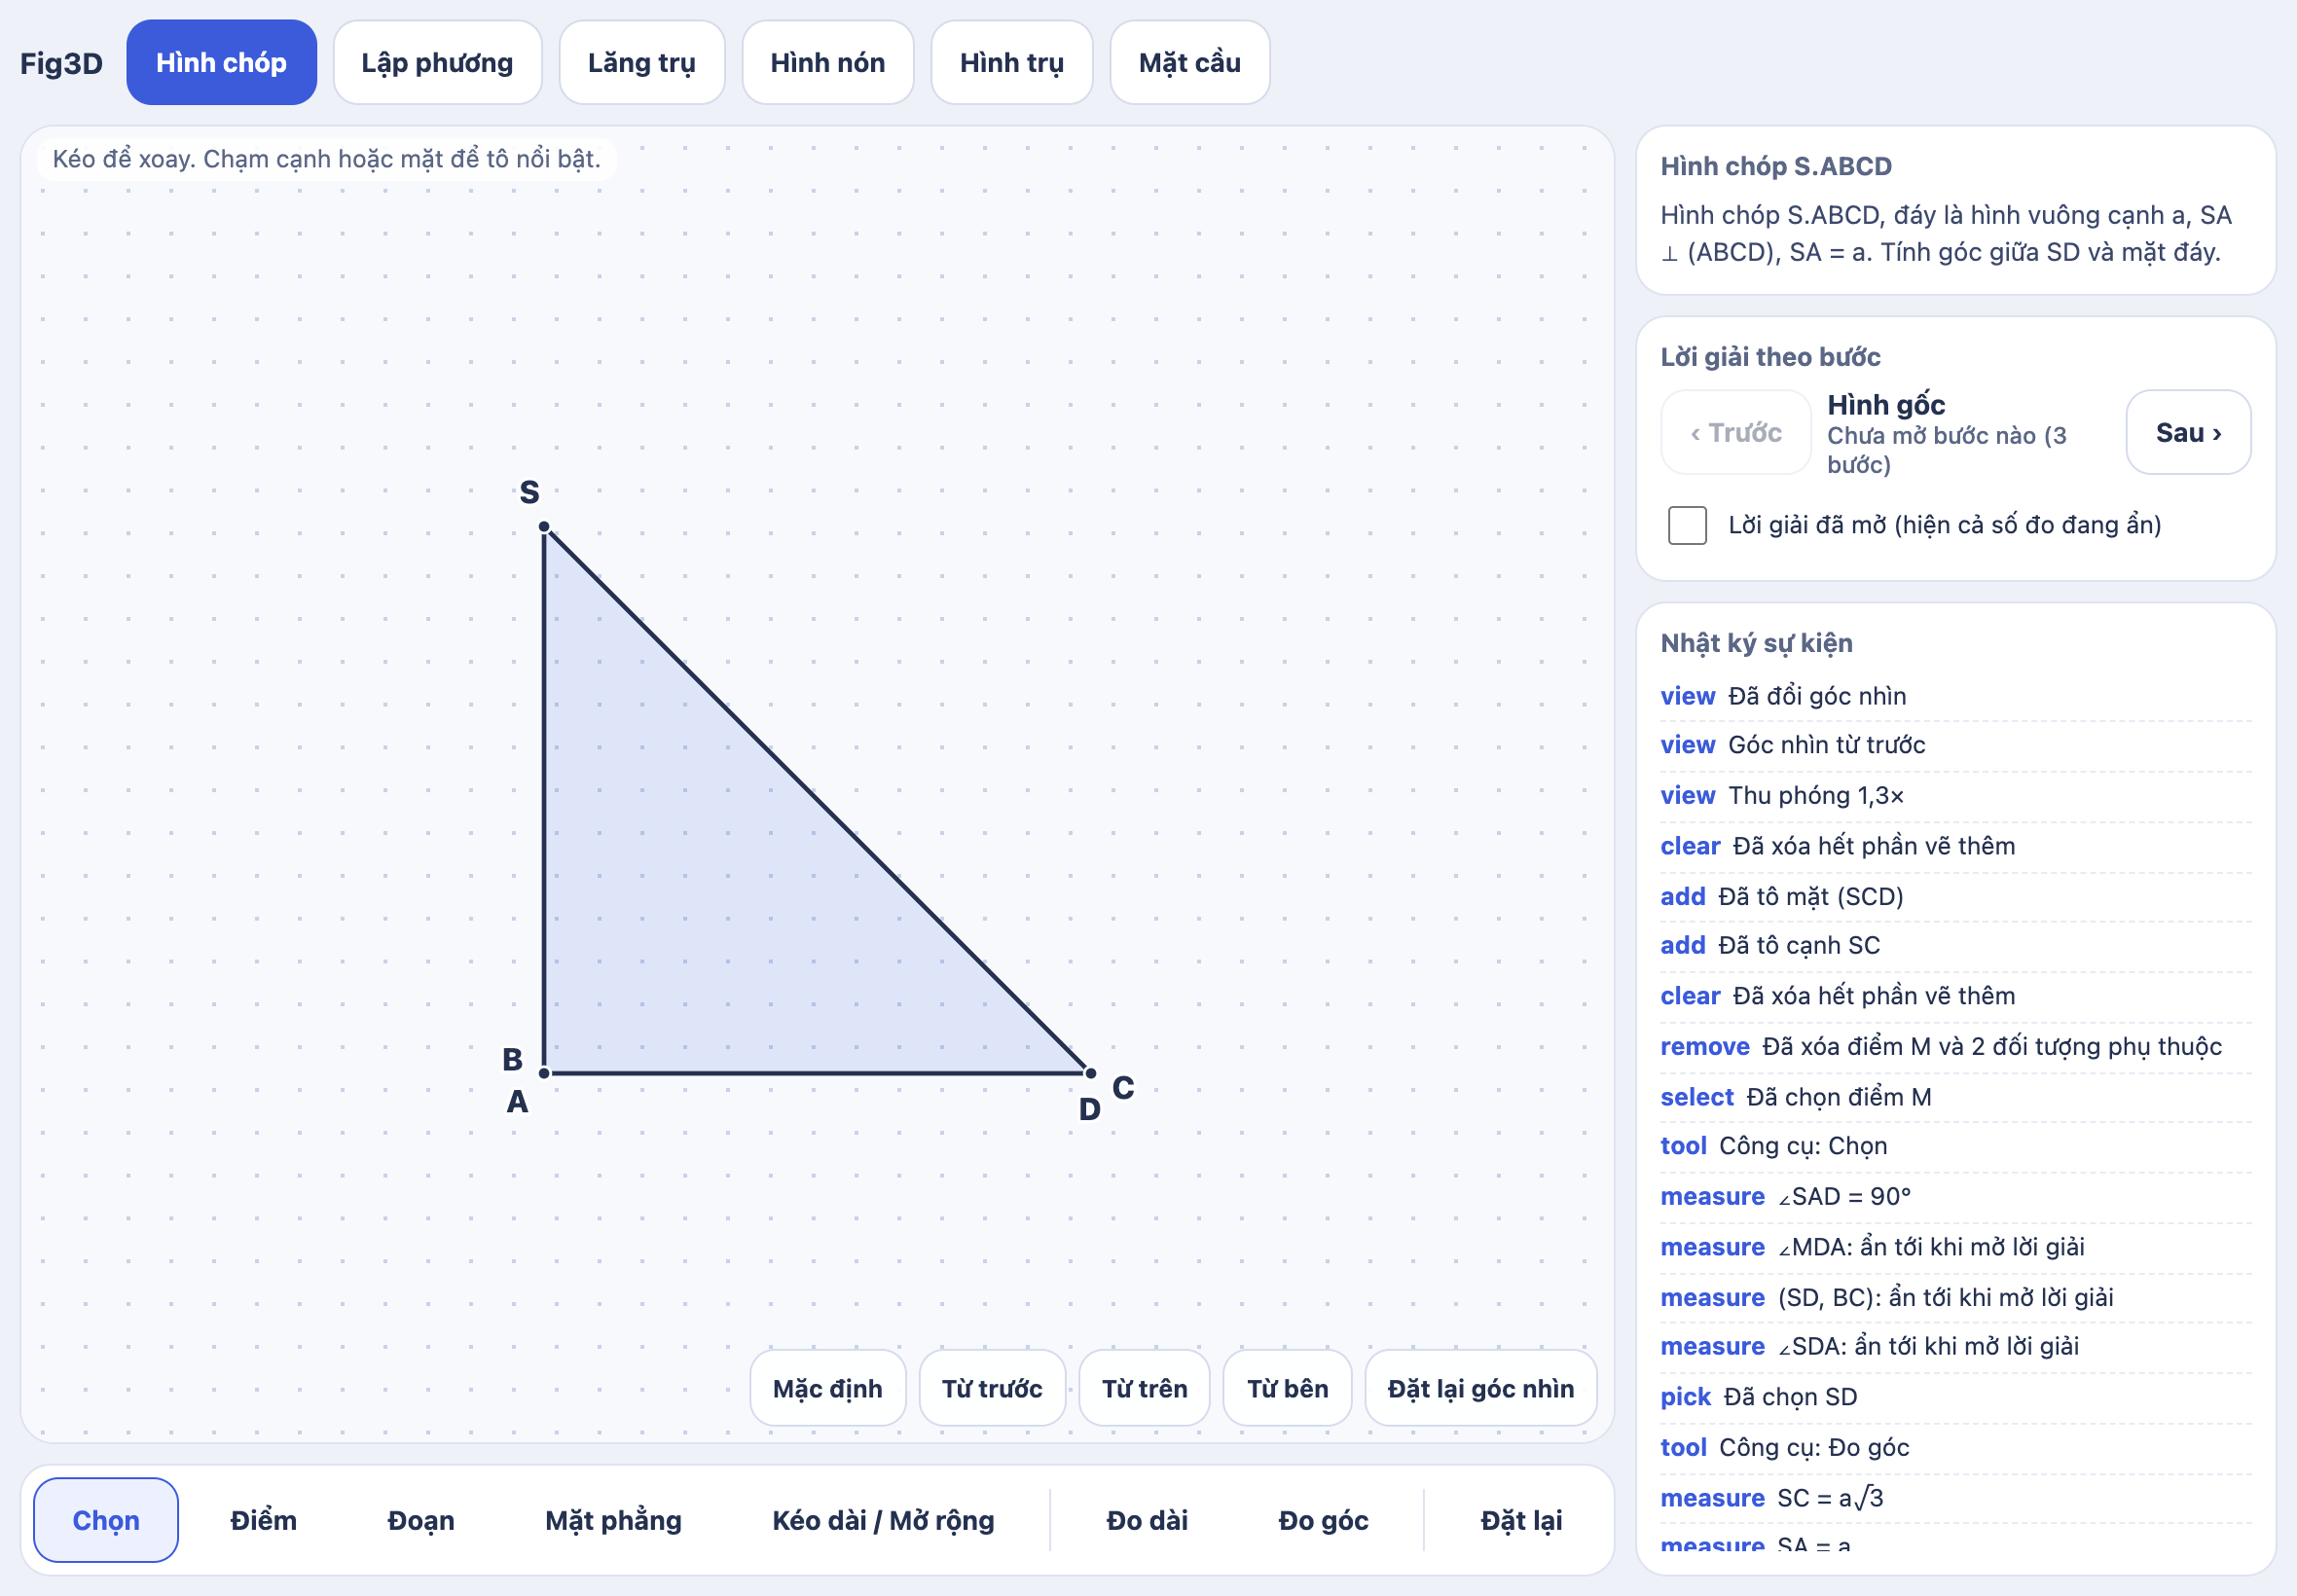 Fig3D
Hình chóp
Lập phương
Lăng trụ
Hình nón
Hình trụ
Mặt cầu
Kéo để xoay. Chạm cạnh hoặc mặt để tô nổi bật.
S
B
A
C
D
Mặc định
Từ trước
Từ trên
Từ bên
Đặt lại góc nhìn
Chọn
Điểm
Đoạn
Mặt phẳng
Kéo dài / Mở rộng
Đo dài
Đo góc
Đặt lại
Hình chóp S.ABCD
Hình chóp S.ABCD, đáy là hình vuông cạnh a, SA
⊥ (ABCD), SA = a. Tính góc giữa SD và mặt đáy.
Lời giải theo bước
‹ Trước
Hình gốc
Chưa mở bước nào (3
bước)
Sau ›
Lời giải đã mở (hiện cả số đo đang ẩn)
Nhật ký sự kiện
view Đã đổi góc nhìn
view Góc nhìn từ trước
view Thu phóng 1,3×
clear Đã xóa hết phần vẽ thêm
add Đã tô mặt (SCD)
add Đã tô cạnh SC
clear Đã xóa hết phần vẽ thêm
remove Đã xóa điểm M và 2 đối tượng phụ thuộc
select Đã chọn điểm M
tool Công cụ: Chọn
measure ∠SAD = 90°
measure ∠MDA: ẩn tới khi mở lời giải
measure (SD, BC): ẩn tới khi mở lời giải
measure ∠SDA: ẩn tới khi mở lời giải
pick Đã chọn SD
tool Công cụ: Đo góc
measure SC = a√3
measure SA = a